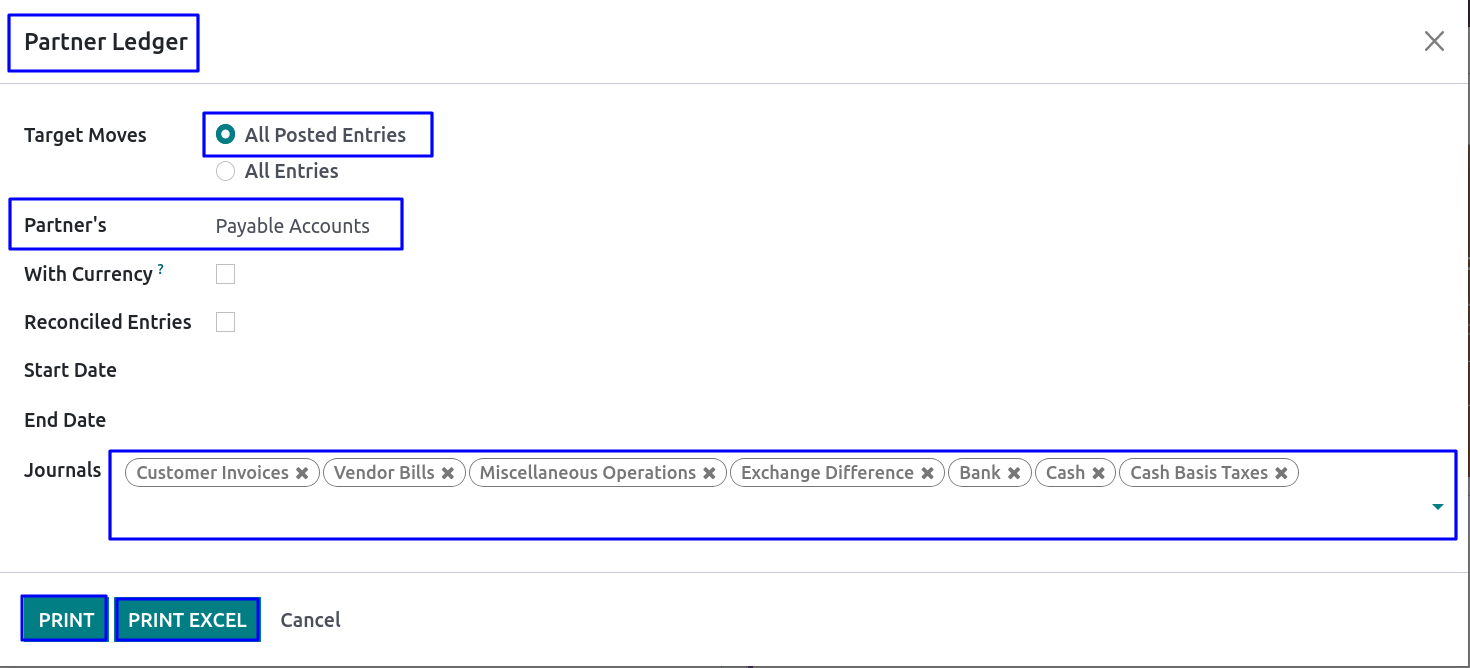 Partner Ledger
Target Moves All Posted Entries
All Entries
Partner's Payable Accounts
With Currency ?
Reconciled Entries
Start Date
End Date
Journals Customer Invoices Vendor Bills Miscellaneous Operations Exchange Difference Bank Cash Cash Basis Taxes
PRINT PRINT EXCEL Cancel